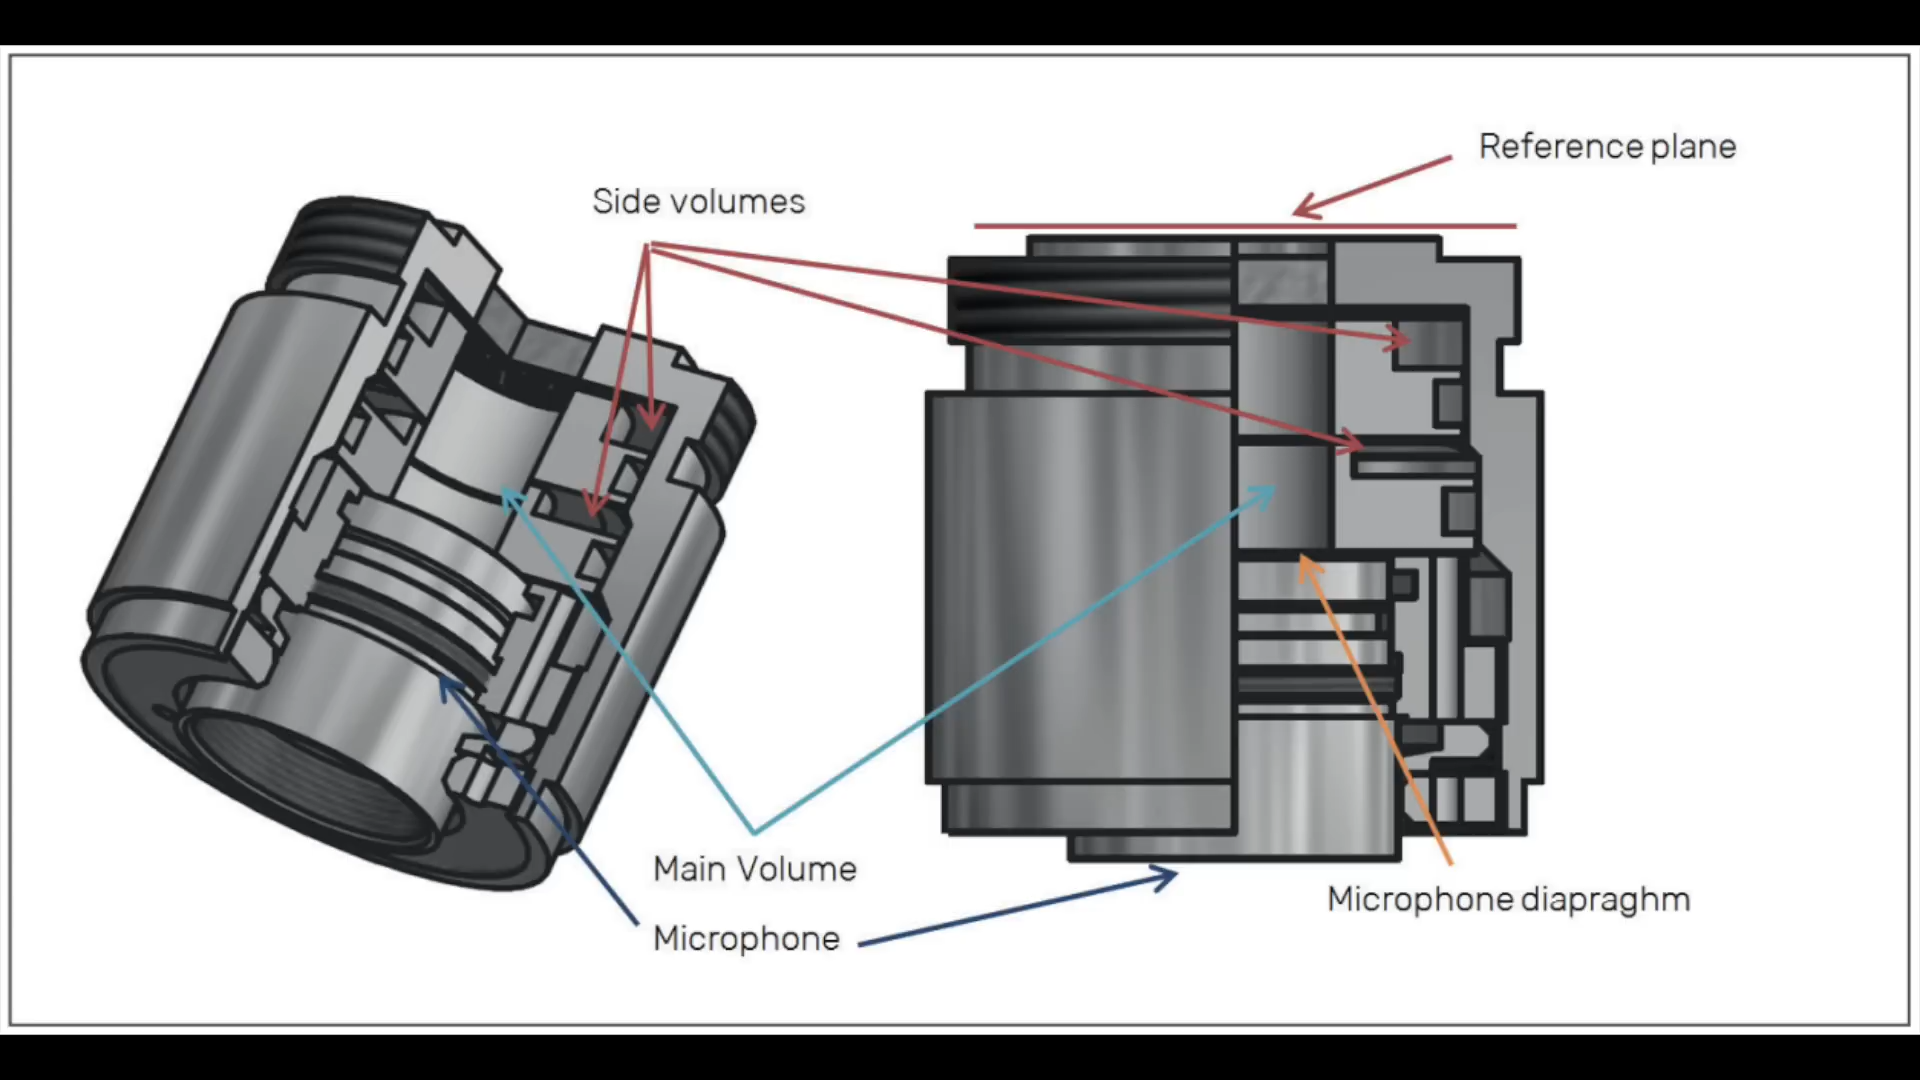 Reference plane
Side volumes
Main Volume
Microphone diapraghm
Microphone